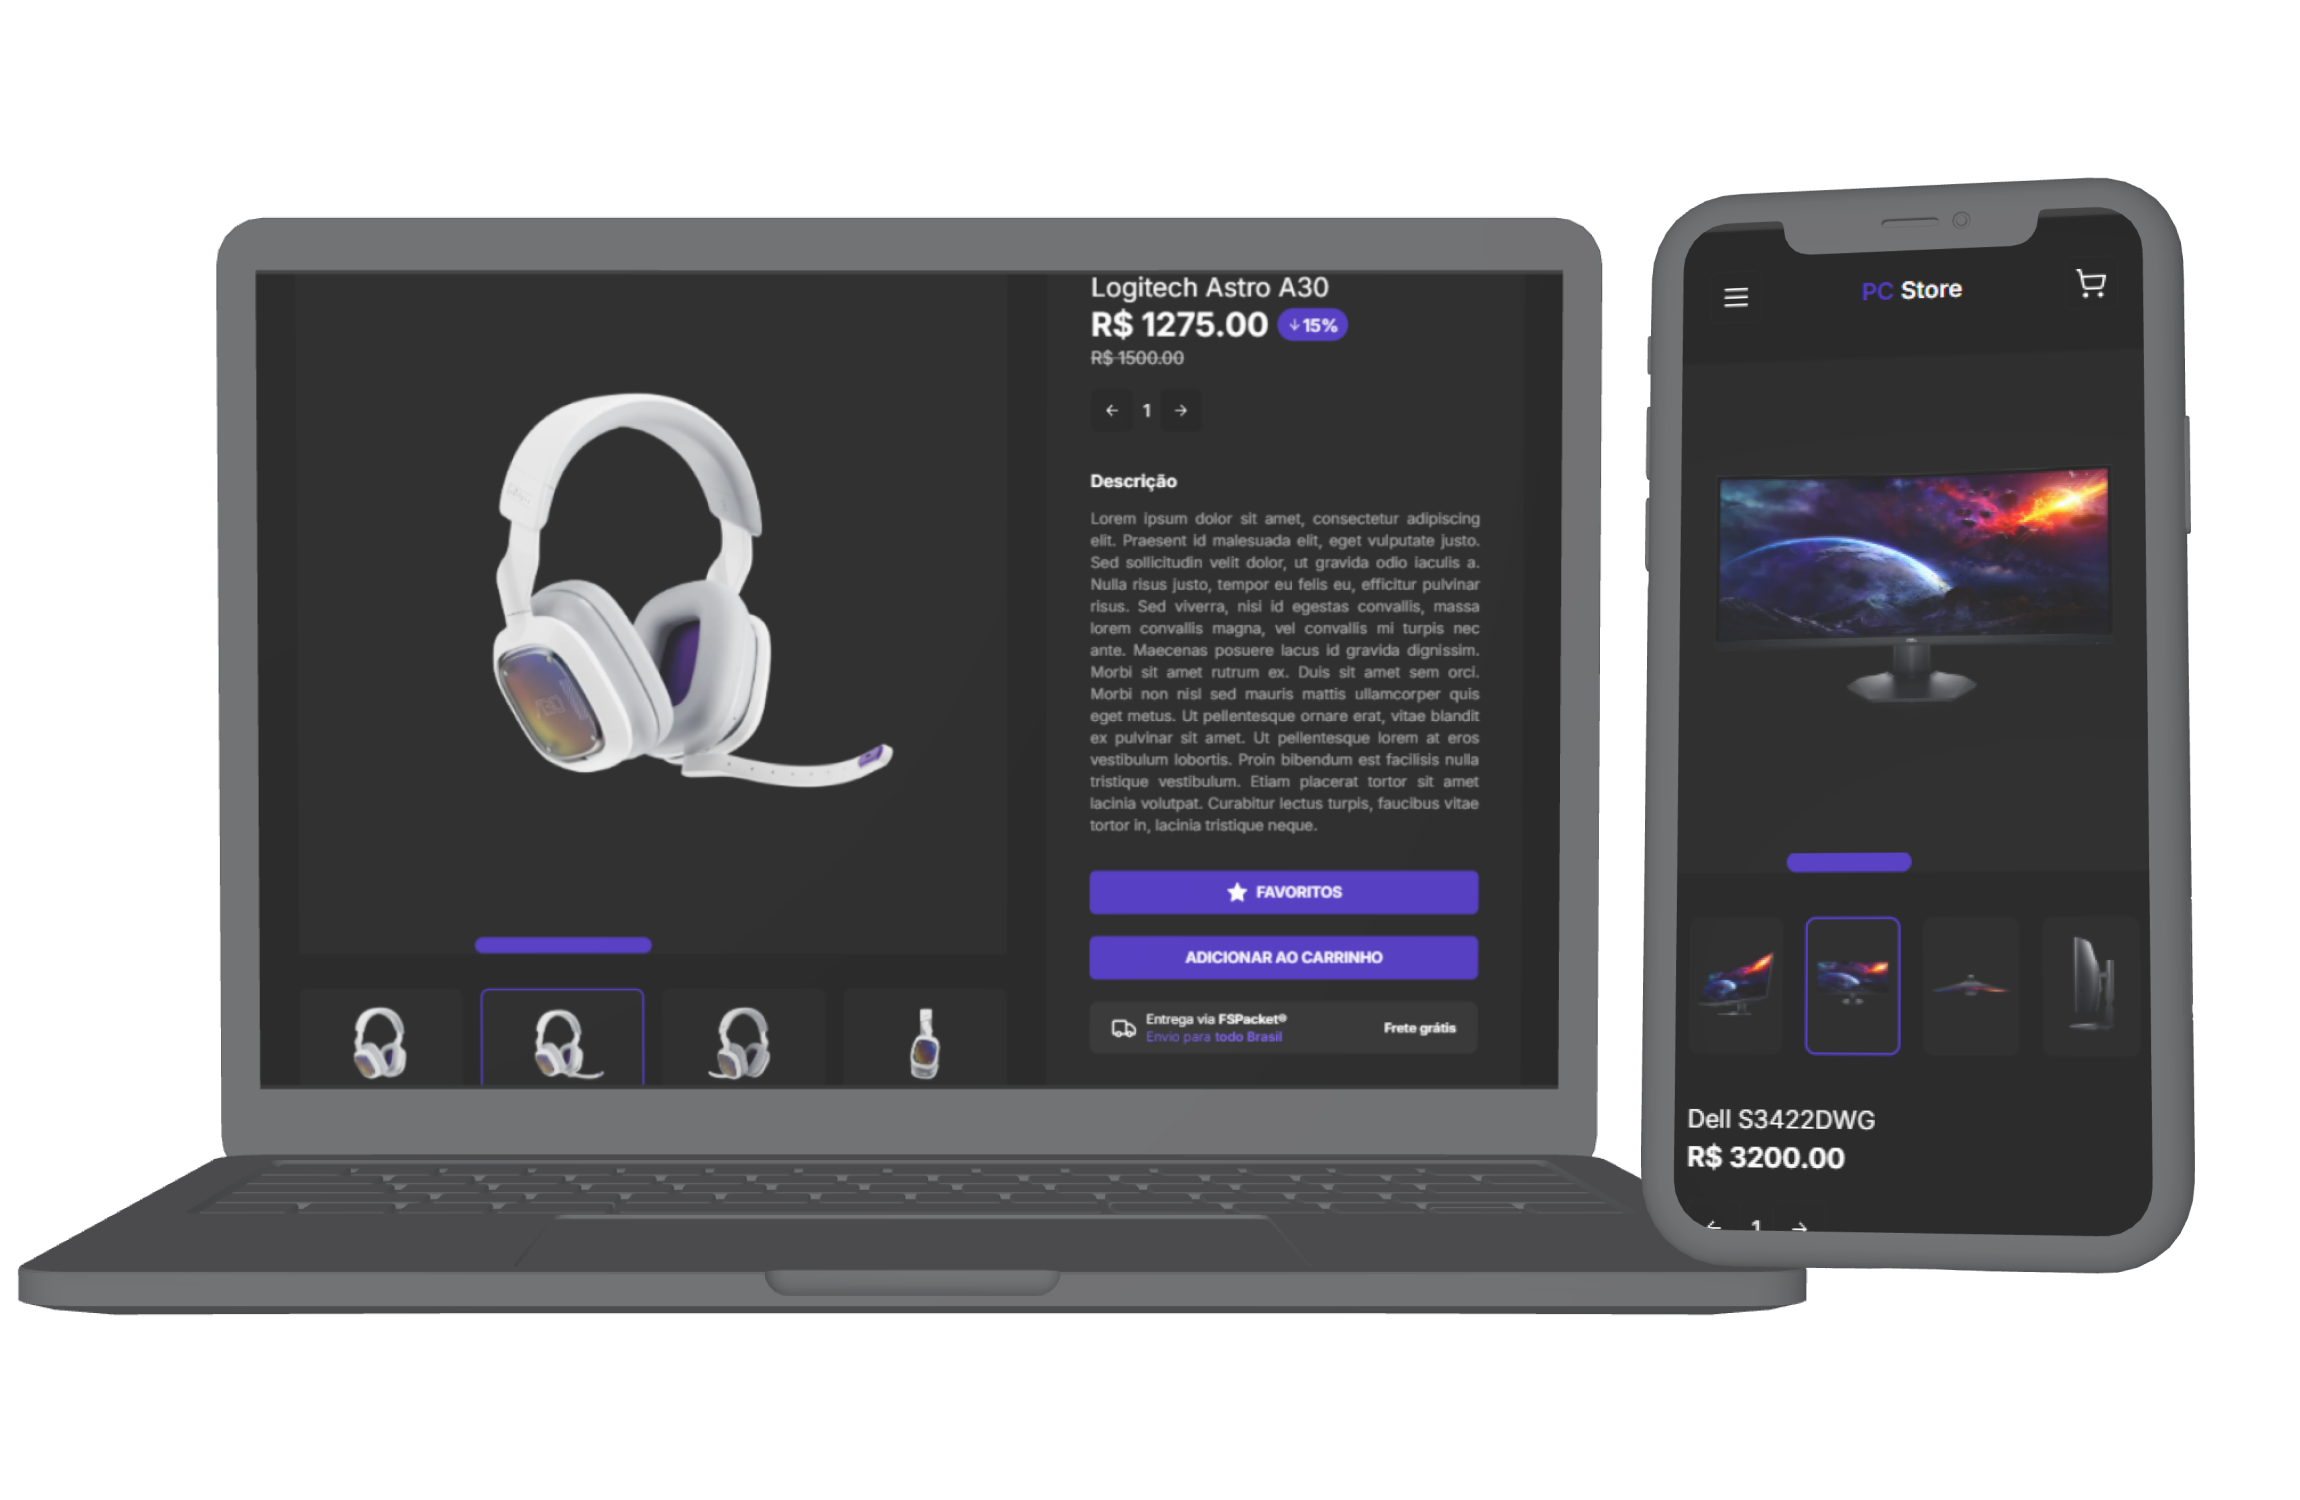 Logitech Astro A30
R$ 1275.00 ↓15%
R$ 1500.00
← 1 →
Descrição
Lorem ipsum dolor sit amet, consectetur adipiscing
elit. Praesent id malesuada elit, eget vulputate justo.
Sed sollicitudin velit dolor, ut gravida odio iaculis a.
Nulla risus justo, tempor eu felis eu, efficitur pulvinar
risus. Sed viverra, nisi id egestas convallis, massa
lorem convallis magna, vel convallis mi turpis nec
ante. Maecenas posuere lacus id gravida dignissim.
Morbi sit amet rutrum ex. Duis sit amet sem orci.
Morbi non nisl sed mauris mattis ullamcorper quis
eget metus. Ut pellentesque ornare erat, vitae blandit
ex pulvinar sit amet. Ut pellentesque lorem at eros
vestibulum lobortis. Proin bibendum est facilisis nulla
tristique vestibulum. Etiam placerat tortor sit amet
lacinia volutpat. Curabitur lectus turpis, faucibus vitae
tortor in, lacinia tristique neque.
FAVORITOS
ADICIONAR AO CARRINHO
Entrega via FSPacket®
Envio para todo Brasil
Frete grátis
PC Store
Dell S3422DWG
R$ 3200.00
← 1 →